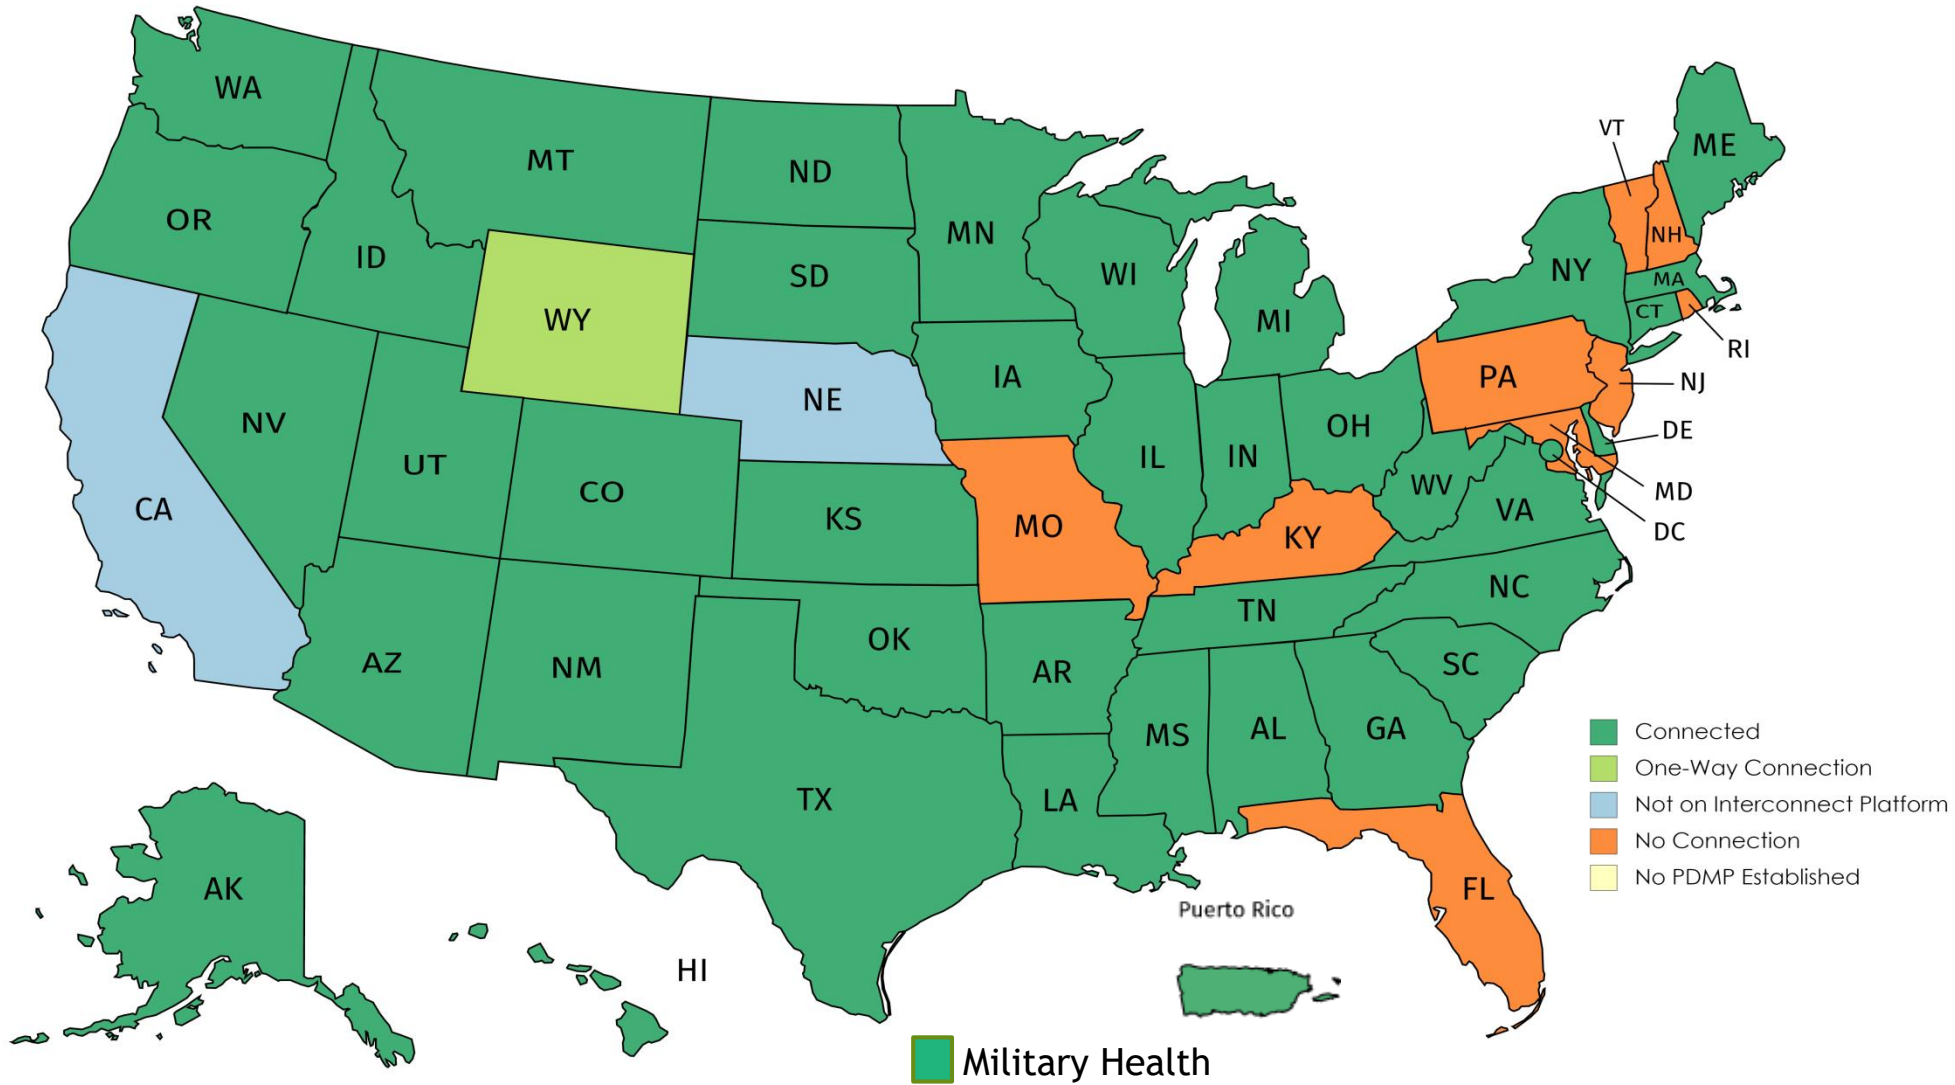 WA
MT
ND
MN
ME
VT
OR
ID
SD
WI
MI
NY
NH
MA
CT
RI
WY
NE
IA
PA
NJ
DE
NV
UT
CO
KS
IL
IN
OH
WV
VA
MD
DC
CA
MO
KY
NC
TN
AZ
NM
OK
AR
SC
MS
AL
GA
TX
LA
FL
AK
HI
Puerto Rico
Connected
One-Way Connection
Not on Interconnect Platform
No Connection
No PDMP Established
Military Health